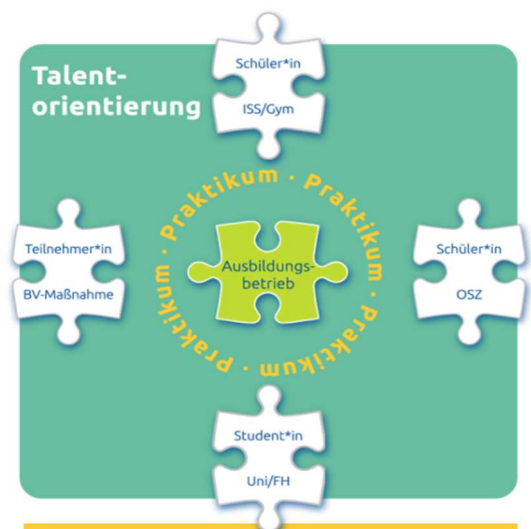 Talent-
orientierung
Schüler*in
ISS/Gym
Praktikum · Praktikum · Praktikum · Praktikum · Praktikum ·
Teilnehmer*in
BV-Maßnahme
Ausbildungs-
betrieb
Schüler*in
OSZ
Student*in
Uni/FH